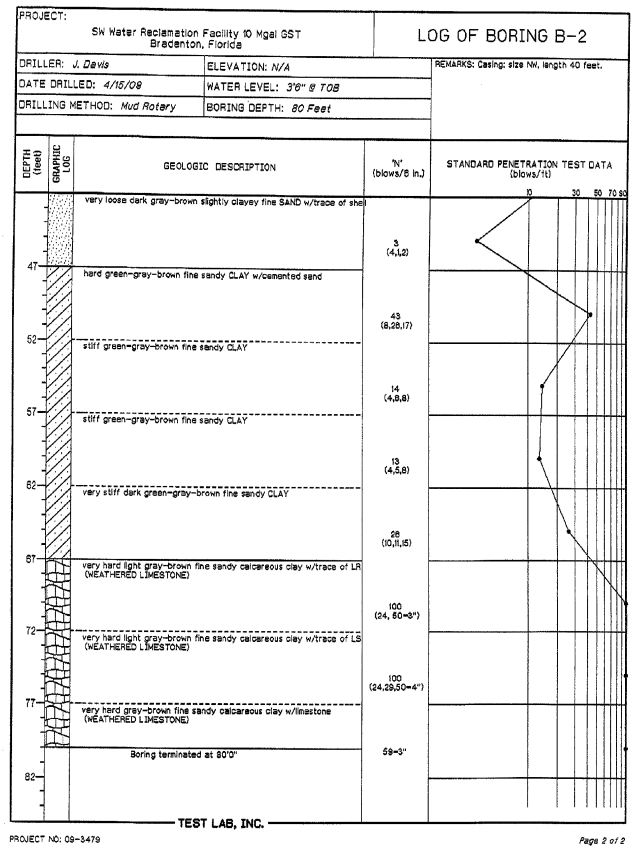 PROJECT:
SW Water Reclamation Facility 10 Mgal GST
Bradenton, Florida
LOG OF BORING B-2
DRILLER: J. Davis
ELEVATION: N/A
REMARKS: Casing: size NW, length 40 feet.
DATE DRILLED: 4/15/09
WATER LEVEL: 3'6" @ TOB
DRILLING METHOD: Mud Rotary
BORING DEPTH: 80 Feet
DEPTH (feet)
GRAPHIC LOG
GEOLOGIC DESCRIPTION
"N"
(blows/6 in.)
STANDARD PENETRATION TEST DATA
(blows/ft)
10 30 50 70 90
very loose dark gray-brown slightly clayey fine SAND w/trace of shel
3
(4,1,2)
47
hard green-gray-brown fine sandy CLAY w/cemented sand
43
(8,26,17)
52
stiff green-gray-brown fine sandy CLAY
14
(4,6,8)
57
stiff green-gray-brown fine sandy CLAY
13
(4,5,8)
62
very stiff dark green-gray-brown fine sandy CLAY
26
(10,11,15)
67
very hard light gray-brown fine sandy calcareous clay w/trace of LR
(WEATHERED LIMESTONE)
100
(24, 50=3")
72
very hard light gray-brown fine sandy calcareous clay w/trace of LS
(WEATHERED LIMESTONE)
100
(24,29,50=4")
77
very hard gray-brown fine sandy calcareous clay w/limestone
(WEATHERED LIMESTONE)
Boring terminated at 80'0"
59=3"
82
TEST LAB, INC.
PROJECT NO: 09-3479
Page 2 of 2